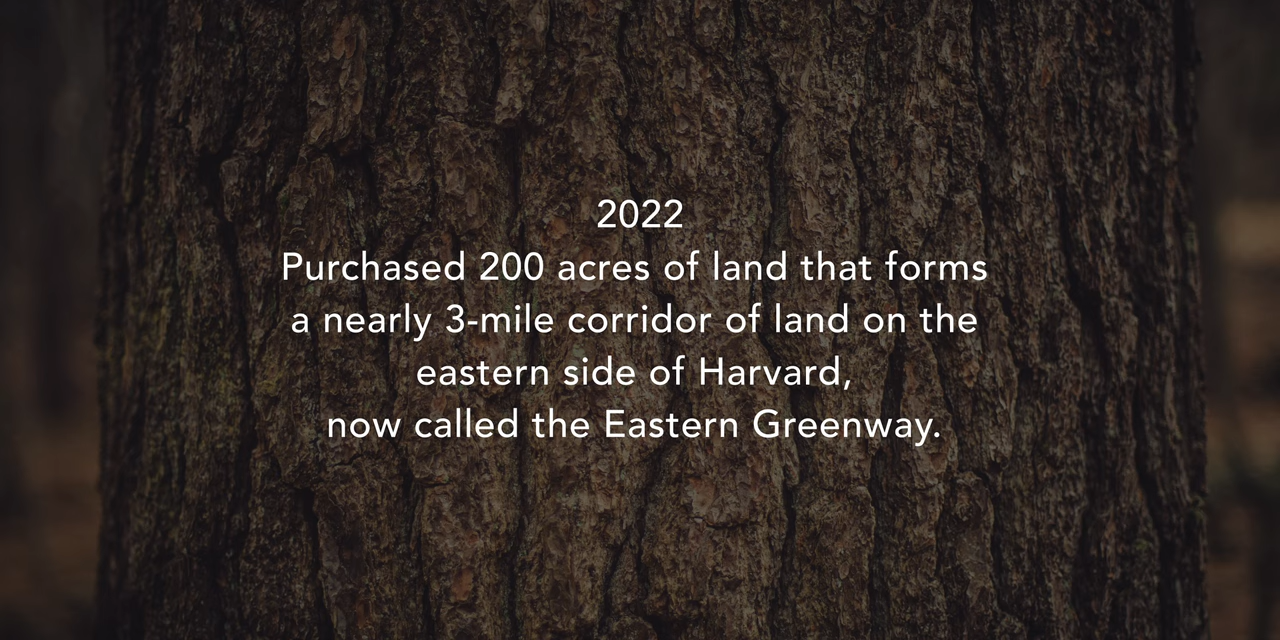 2022
Purchased 200 acres of land that forms
a nearly 3-mile corridor of land on the
eastern side of Harvard,
now called the Eastern Greenway.